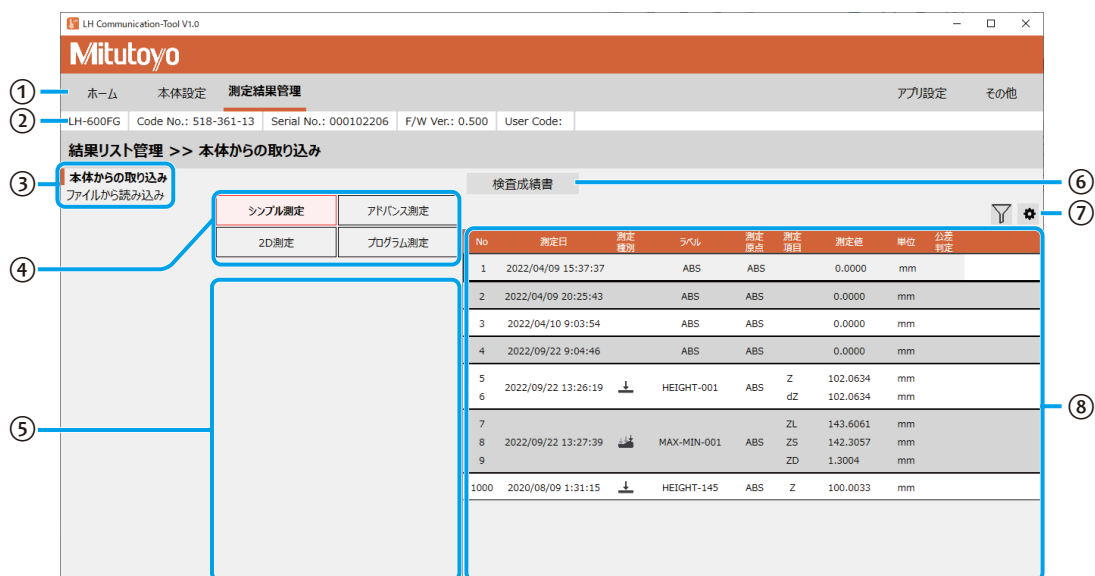 LH Communication-Tool V1.0
Mitutoyo
① ホーム 本体設定 測定結果管理 アプリ設定 その他
② LH-600FG Code No.: 518-361-13 Serial No.: 000102206 F/W Ver.: 0.500 User Code:
結果リスト管理 >> 本体からの取り込み
③ 本体からの取り込み
ファイルから読み込み
検査成績書 ⑥
⑦
シンプル測定 アドバンス測定
2D測定 プログラム測定
④
⑤
No 測定日 測定種別 ラベル 測定原点 測定項目 測定値 単位 公差判定
1 2022/04/09 15:37:37 ABS ABS 0.0000 mm
2 2022/04/09 20:25:43 ABS ABS 0.0000 mm
3 2022/04/10 9:03:54 ABS ABS 0.0000 mm
4 2022/09/22 9:04:46 ABS ABS 0.0000 mm
5 2022/09/22 13:26:19 HEIGHT-001 ABS Z 102.0634 mm
6 dZ 102.0634 mm
7 ZL 143.6061 mm
8 2022/09/22 13:27:39 MAX-MIN-001 ABS ZS 142.3057 mm
9 ZD 1.3004 mm
1000 2020/08/09 1:31:15 HEIGHT-145 ABS Z 100.0033 mm
⑧